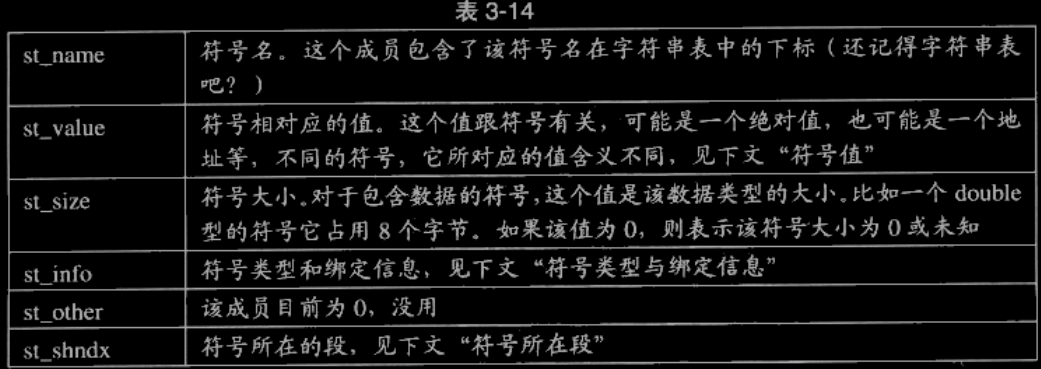 表 3-14
st_name 符号名。这个成员包含了该符号名在字符串表中的下标（还记得字符串表
吧？）
st_value 符号相对应的值。这个值跟符号有关，可能是一个绝对值，也可能是一个地
址等，不同的符号，它所对应的值含义不同，见下文“符号值”
st_size 符号大小。对于包含数据的符号，这个值是该数据类型的大小。比如一个 double
型的符号它占用 8 个字节。如果该值为 0，则表示该符号大小为 0 或未知
st_info 符号类型和绑定信息，见下文“符号类型与绑定信息”
st_other 该成员目前为 0，没用
st_shndx 符号所在的段，见下文“符号所在段”